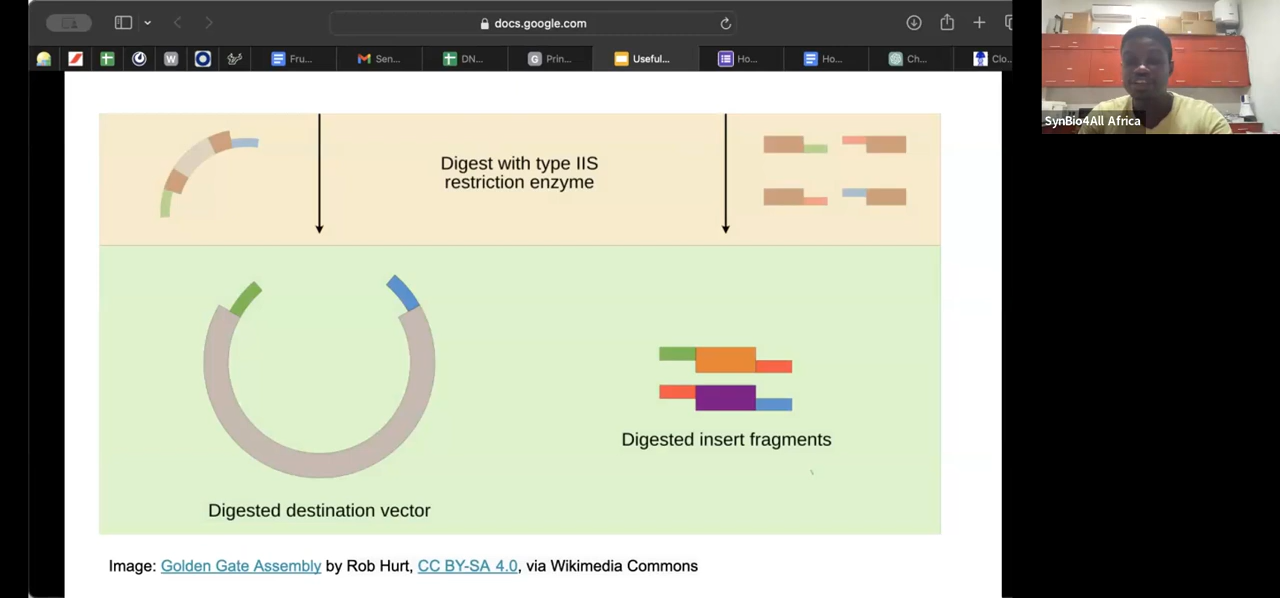 docs.google.com
Fru...
Sen...
DN...
Prin...
Useful...
Ho...
Ho...
Ch...
Clo...
W
G
SynBio4All Africa
Digest with type IIS
restriction enzyme
Digested insert fragments
Digested destination vector
Image: Golden Gate Assembly by Rob Hurt, CC BY-SA 4.0, via Wikimedia Commons